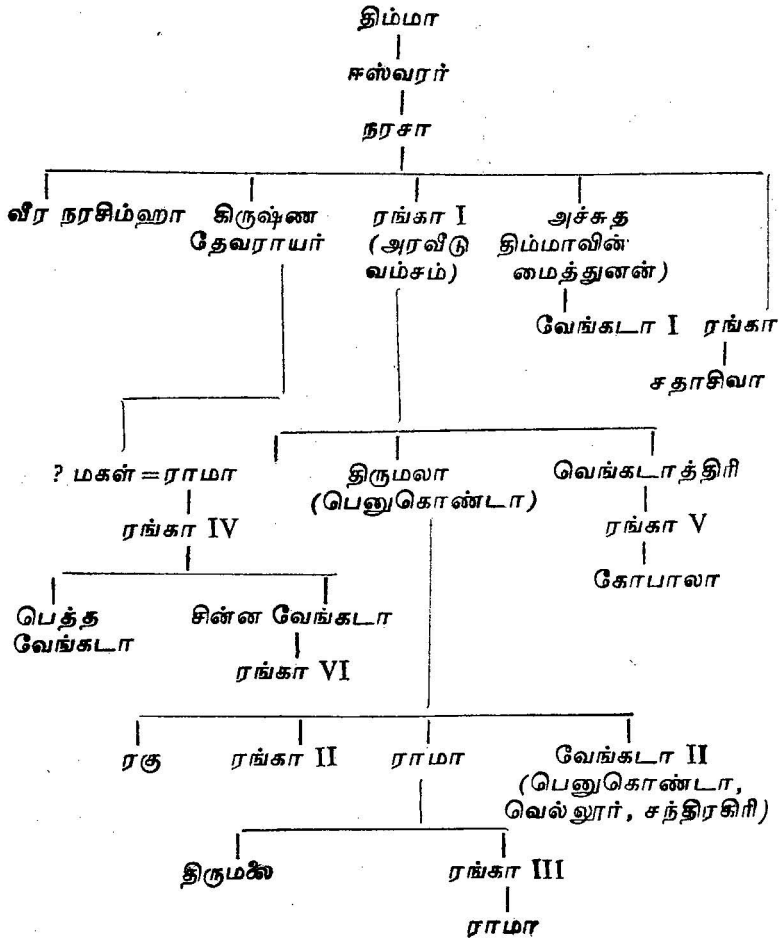 திம்மா
ஈஸ்வரர்
நரசா
வீர நரசிம்ஹா கிருஷ்ண ரங்கா I அச்சுத
தேவராயர் (அரவீடு திம்மாவின்
வம்சம்) மைத்துனன்)
வேங்கடா I ரங்கா
சதாசிவா
? மகள்=ராமா திருமலா வெங்கடாத்திரி
(பெனுகொண்டா)
ரங்கா IV ரங்கா V
கோபாலா
பெத்த சின்ன வேங்கடா
வேங்கடா
ரங்கா VI
ரகு ரங்கா II ராமா வேங்கடா II
(பெனுகொண்டா,
வெல்லூர், சந்திரகிரி)
திருமலை ரங்கா III
ராமா